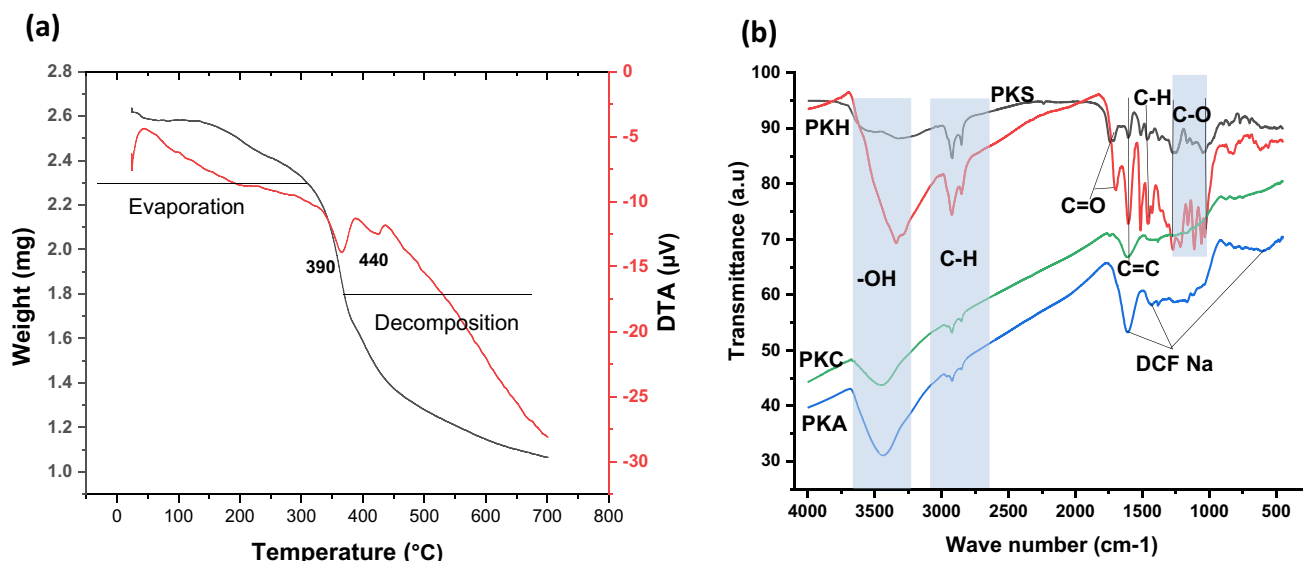 (a)
2.8
2.6
2.4
2.2
2.0
1.8
1.6
1.4
1.2
1.0
Weight (mg)
0
-5
-10
-15
-20
-25
-30
DTA (µV)
Evaporation
390
440
Decomposition
0 100 200 300 400 500 600 700 800
Temperature (°C)
(b)
100
90
80
70
60
50
40
30
Transmittance (a.u)
PKS
C-H
C-O
PKH
C=O
-OH
C-H
C=C
PKC
DCF Na
PKA
4000 3500 3000 2500 2000 1500 1000 500
Wave number (cm-1)